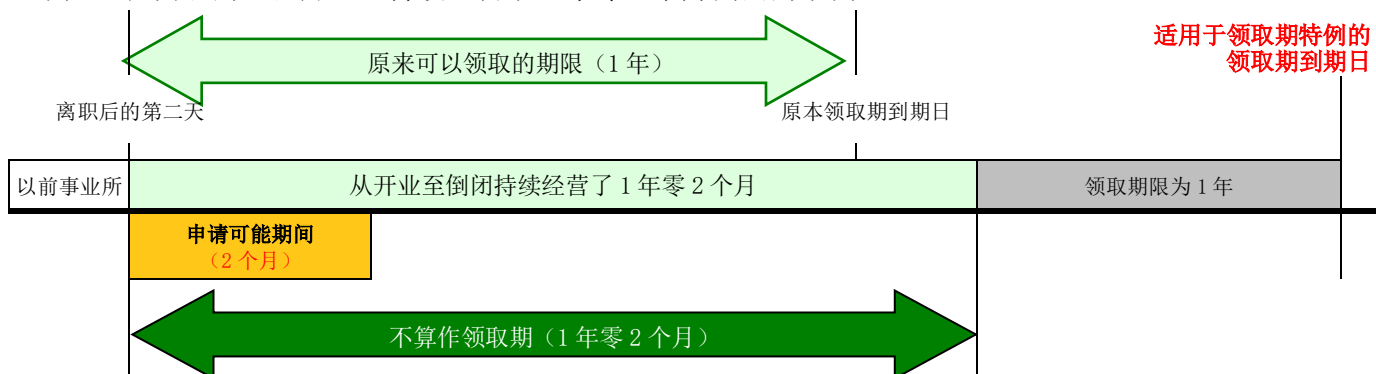 适用于领取期特例的
领取期到期日
原来可以领取的期限（1 年）
离职后的第二天
原本领取期到期日
以前事业所
从开业至倒闭持续经营了 1 年零 2 个月
领取期限为 1 年
申请可能期间
（2 个月）
不算作领取期（1 年零 2 个月）